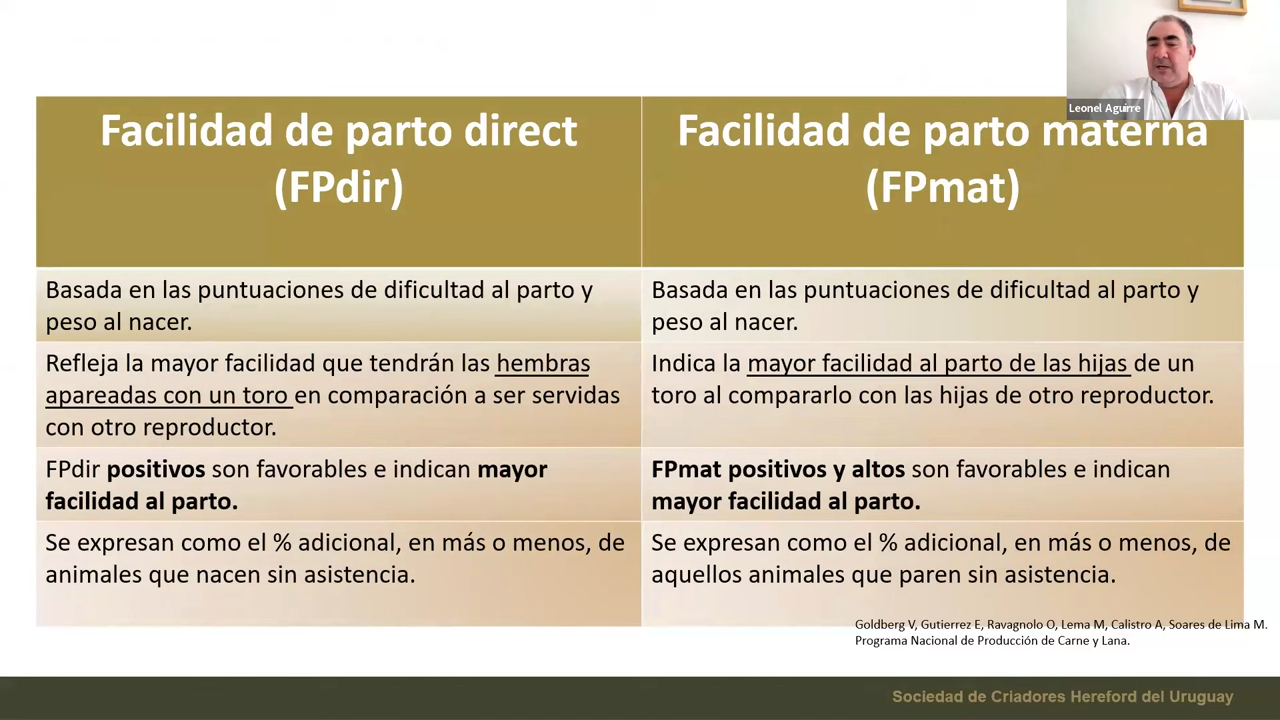 Leonel Aguirre
Facilidad de parto direct
(FPdir)
Facilidad de parto materna
(FPmat)
Basada en las puntuaciones de dificultad al parto y
peso al nacer.
Basada en las puntuaciones de dificultad al parto y
peso al nacer.
Refleja la mayor facilidad que tendrán las hembras
apareadas con un toro en comparación a ser servidas
con otro reproductor.
Indica la mayor facilidad al parto de las hijas de un
toro al compararlo con las hijas de otro reproductor.
FPdir positivos son favorables e indican mayor
facilidad al parto.
FPmat positivos y altos son favorables e indican
mayor facilidad al parto.
Se expresan como el % adicional, en más o menos, de
animales que nacen sin asistencia.
Se expresan como el % adicional, en más o menos, de
aquellos animales que paren sin asistencia.
Goldberg V, Gutierrez E, Ravagnolo O, Lema M, Calistro A, Soares de Lima M.
Programa Nacional de Producción de Carne y Lana.
Sociedad de Criadores Hereford del Uruguay